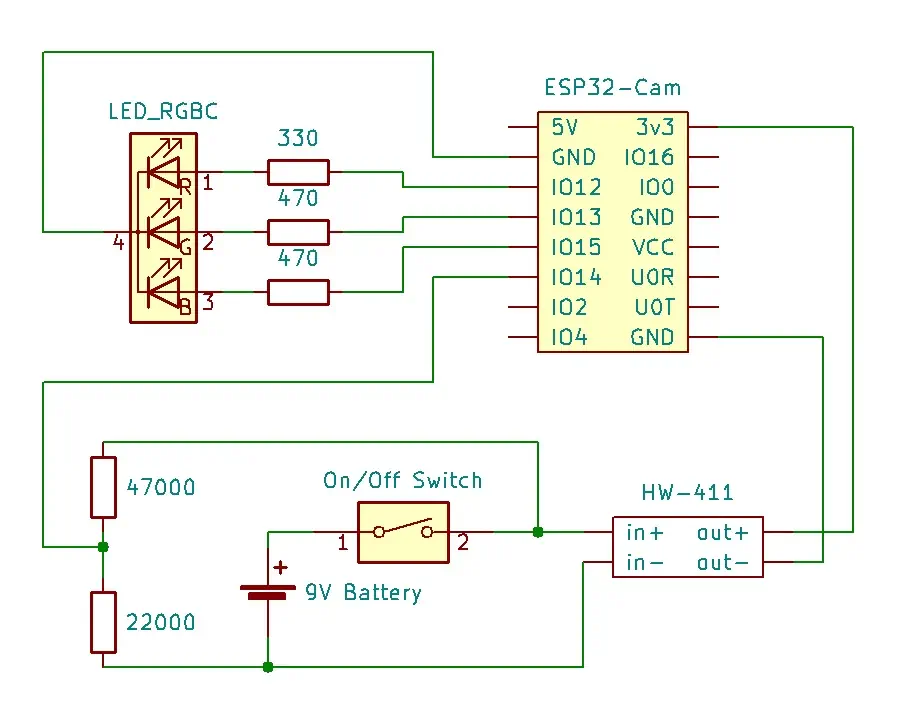 ESP32-Cam
LED_RGBC
330
R 1
470
4 G 2
470
B 3
5V 3v3
GND IO16
IO12 IO0
IO13 GND
IO15 VCC
IO14 U0R
IO2 U0T
IO4 GND
47000
On/Off Switch
1 2
HW-411
in+ out+
in- out-
+
9V Battery
22000